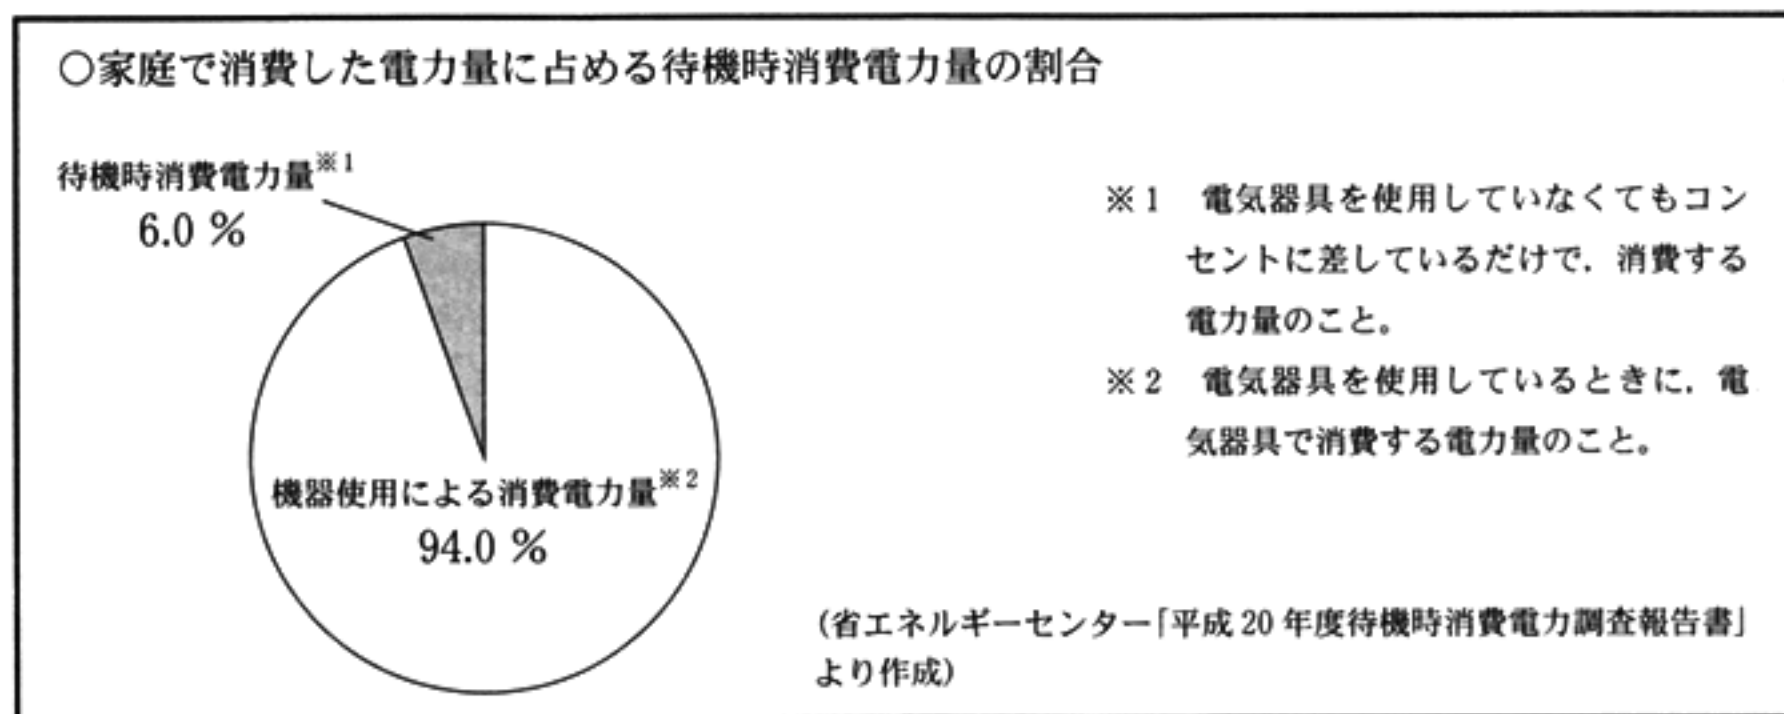 ○家庭で消費した電力量に占める待機時消費電力量の割合
待機時消費電力量※1
6.0 %
機器使用による消費電力量※2
94.0 %
※1 電気器具を使用していなくてもコン
セントに差しているだけで，消費する
電力量のこと。
※2 電気器具を使用しているときに，電
気器具で消費する電力量のこと。
(省エネルギーセンター「平成 20 年度待機時消費電力調査報告書」
より作成)